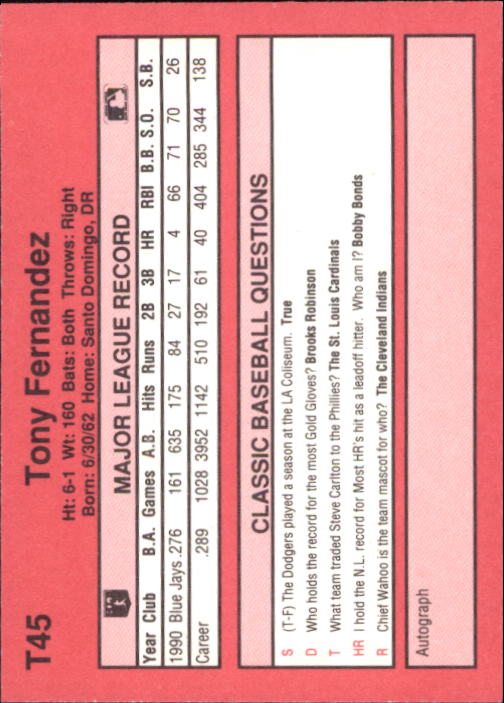 T45
Tony Fernandez
Ht: 6-1 Wt: 160 Bats: Both Throws: Right
Born: 6/30/62 Home: Santo Domingo, DR
MAJOR LEAGUE RECORD
Year Club B.A. Games A.B. Hits Runs 2B 3B HR RBI B.B. S.O. S.B.
1990 Blue Jays .276 161 635 175 84 27 17 4 66 71 70 26
Career .289 1028 3952 1142 510 192 61 40 404 285 344 138
CLASSIC BASEBALL QUESTIONS
S (T-F) The Dodgers played a season at the LA Coliseum. True
D Who holds the record for the most Gold Gloves? Brooks Robinson
T What team traded Steve Carlton to the Phillies? The St. Louis Cardinals
HR I hold the N.L. record for Most HR's hit as a leadoff hitter. Who am I? Bobby Bonds
R Chief Wahoo is the team mascot for who? The Cleveland Indians
Autograph